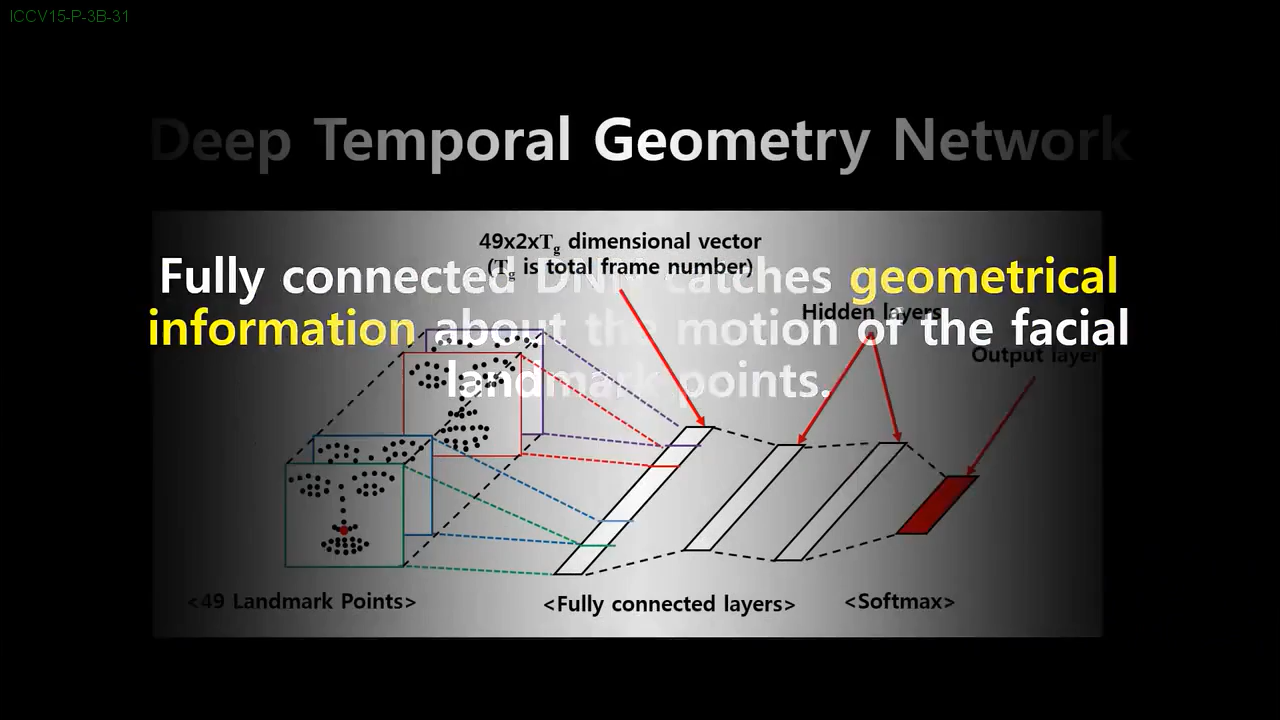 ICCV15-P-3B-31
Deep Temporal Geometry Network
49x2xTg dimensional vector
(Tg is total frame number)
Fully connected DNN catches geometrical
information about the motion of the facial
landmark points.
Hidden layers
Output layer
<49 Landmark Points>
<Fully connected layers>
<Softmax>